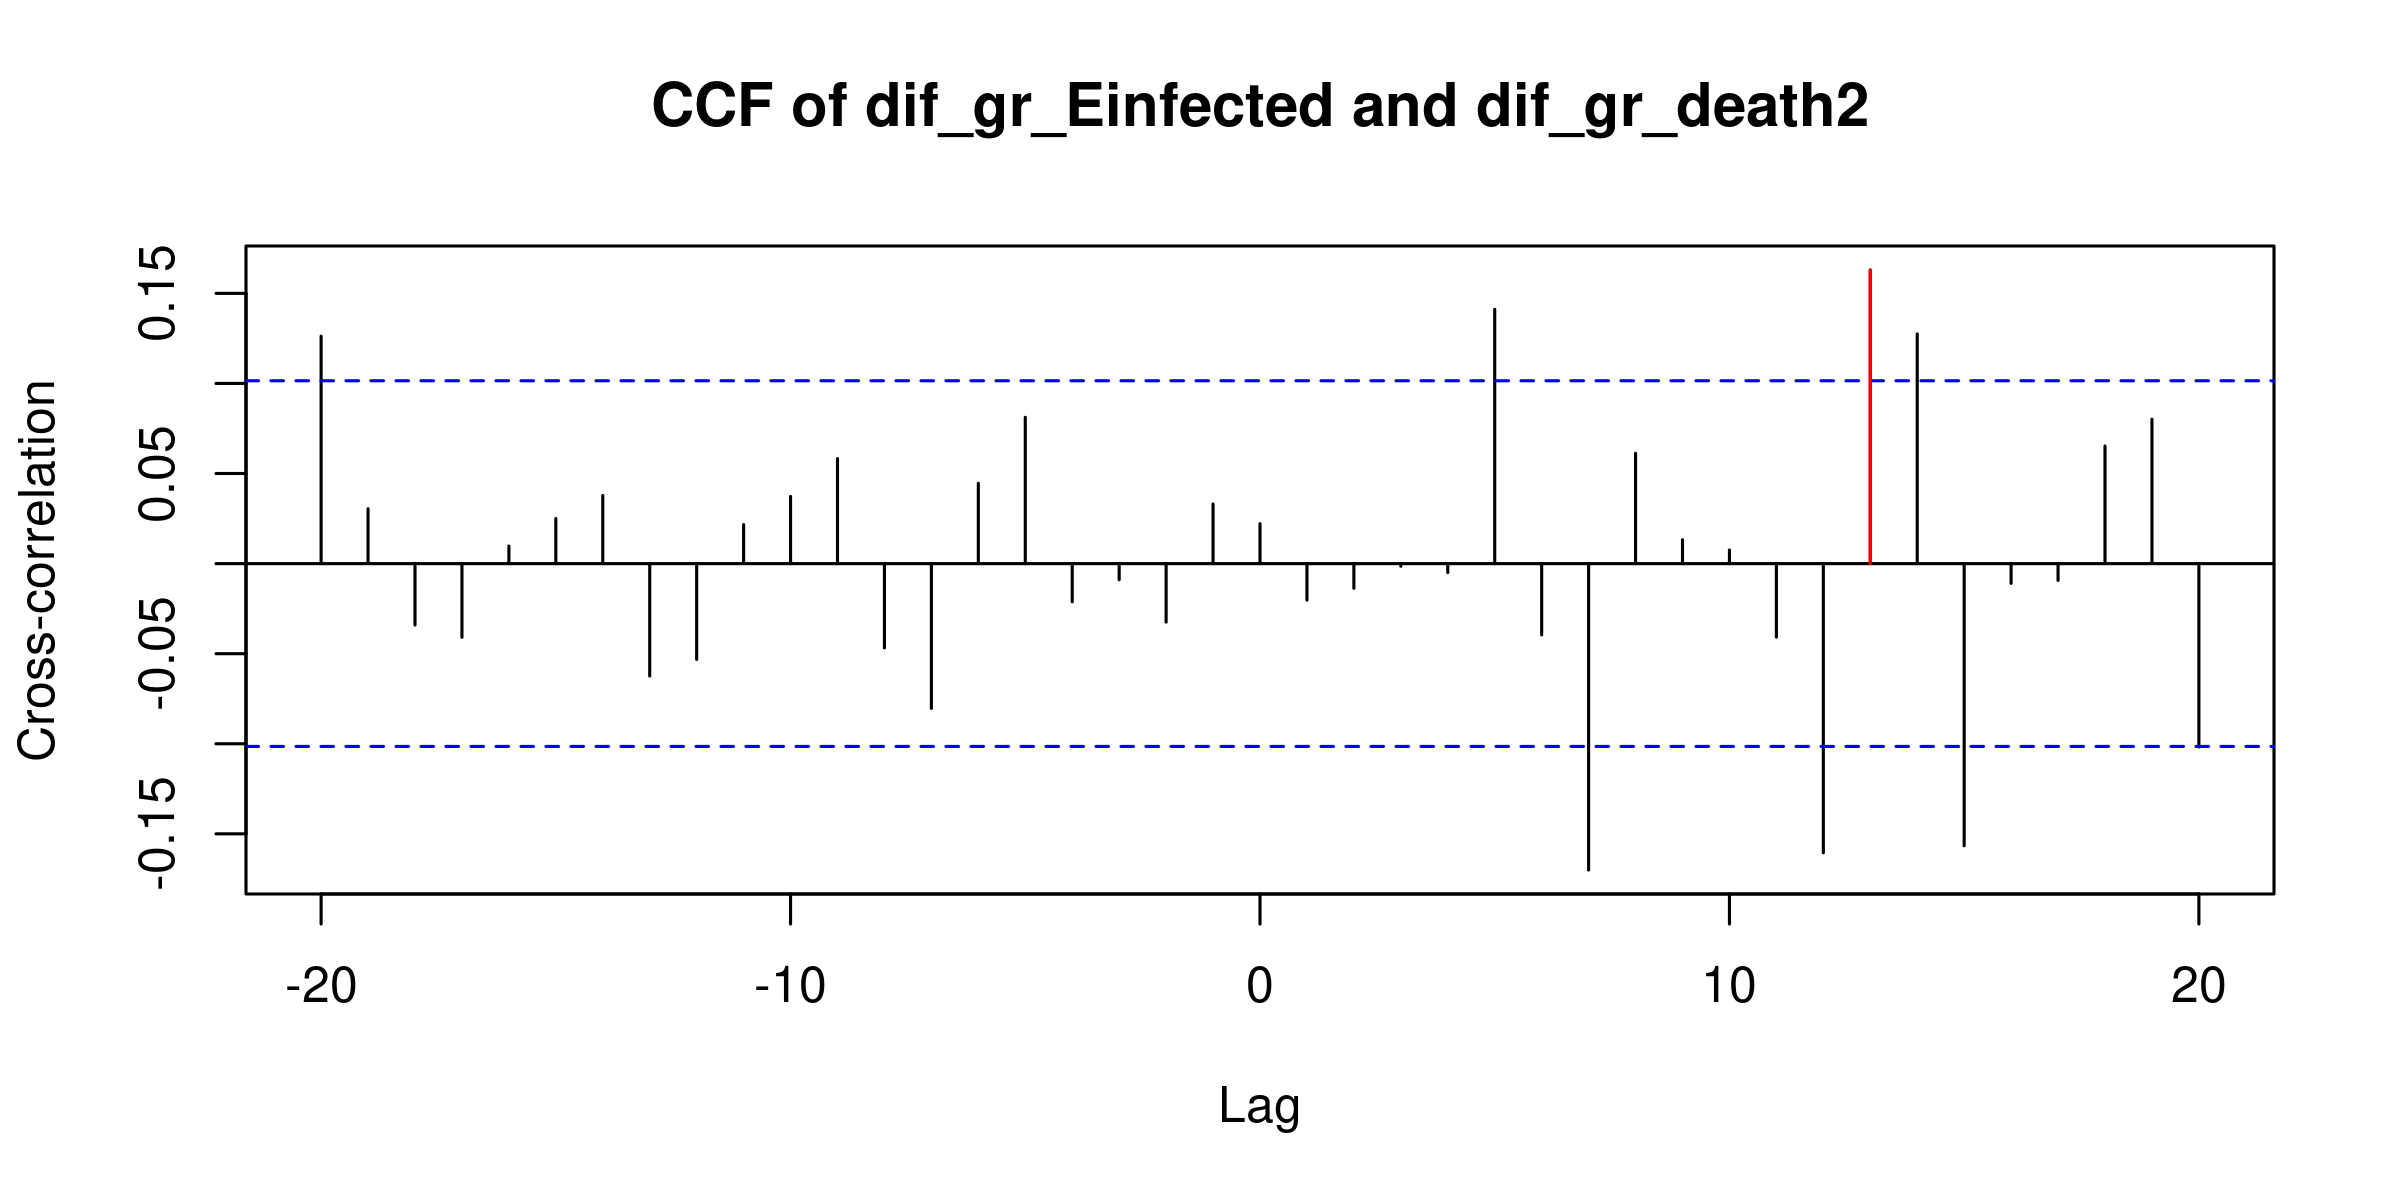 CCF of dif_gr_Einfected and dif_gr_death2
Cross-correlation
0.15
0.05
-0.05
-0.15
-20 -10 0 10 20
Lag